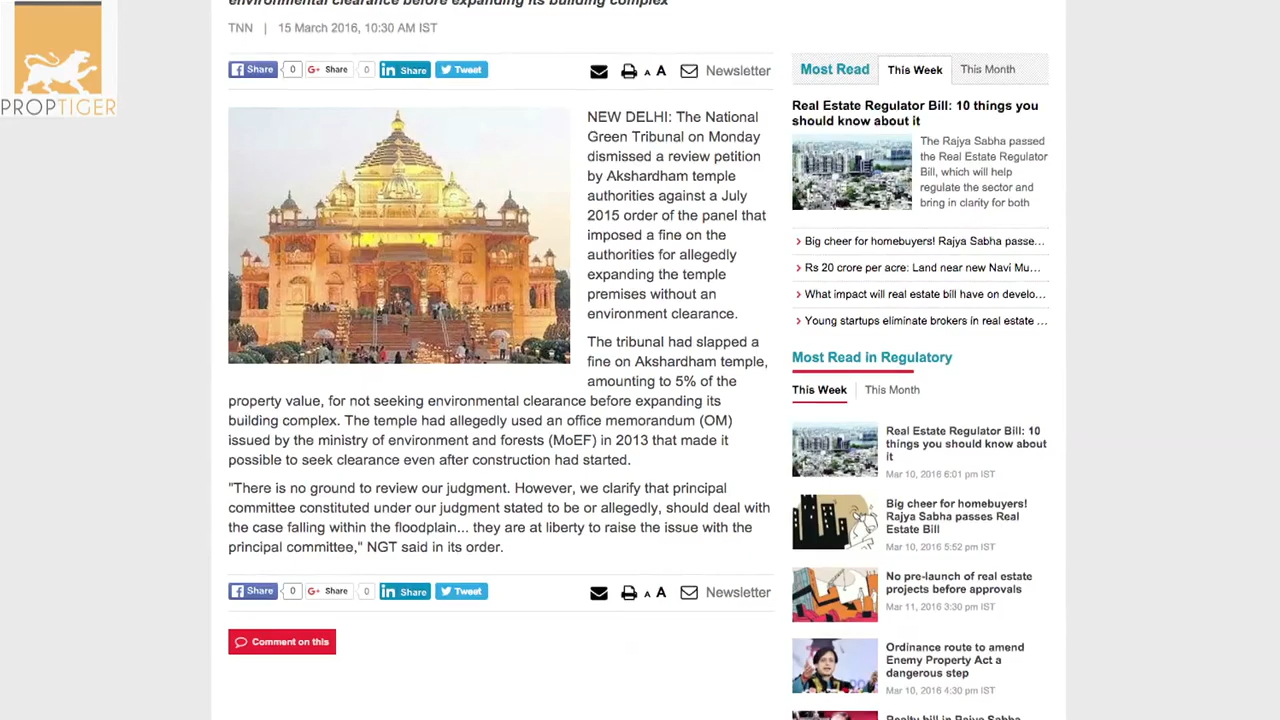 environmental clearance before expanding its building complex
TNN | 15 March 2016, 10:30 AM IST
PROPTIGER
Share 0 Share 0 Share Tweet A A Newsletter
NEW DELHI: The National
Green Tribunal on Monday
dismissed a review petition
by Akshardham temple
authorities against a July
2015 order of the panel that
imposed a fine on the
authorities for allegedly
expanding the temple
premises without an
environment clearance.
The tribunal had slapped a
fine on Akshardham temple,
amounting to 5% of the
property value, for not seeking environmental clearance before expanding its
building complex. The temple had allegedly used an office memorandum (OM)
issued by the ministry of environment and forests (MoEF) in 2013 that made it
possible to seek clearance even after construction had started.
"There is no ground to review our judgment. However, we clarify that principal
committee constituted under our judgment stated to be or allegedly, should deal with
the case falling within the floodplain... they are at liberty to raise the issue with the
principal committee," NGT said in its order.
Share 0 Share 0 Share Tweet A A Newsletter
Comment on this
Most Read This Week This Month
Real Estate Regulator Bill: 10 things you
should know about it
The Rajya Sabha passed
the Real Estate Regulator
Bill, which will help
regulate the sector and
bring in clarity for both
Big cheer for homebuyers! Rajya Sabha passe...
Rs 20 crore per acre: Land near new Navi Mu...
What impact will real estate bill have on develo...
Young startups eliminate brokers in real estate ...
Most Read in Regulatory
This Week This Month
Real Estate Regulator Bill: 10
things you should know about
it
Mar 10, 2016 6:01 pm IST
Big cheer for homebuyers!
Rajya Sabha passes Real
Estate Bill
Mar 10, 2016 5:52 pm IST
No pre-launch of real estate
projects before approvals
Mar 11, 2016 3:30 pm IST
Ordinance route to amend
Enemy Property Act a
dangerous step
Mar 10, 2016 4:30 pm IST
Realty bill in Rajya Sabha